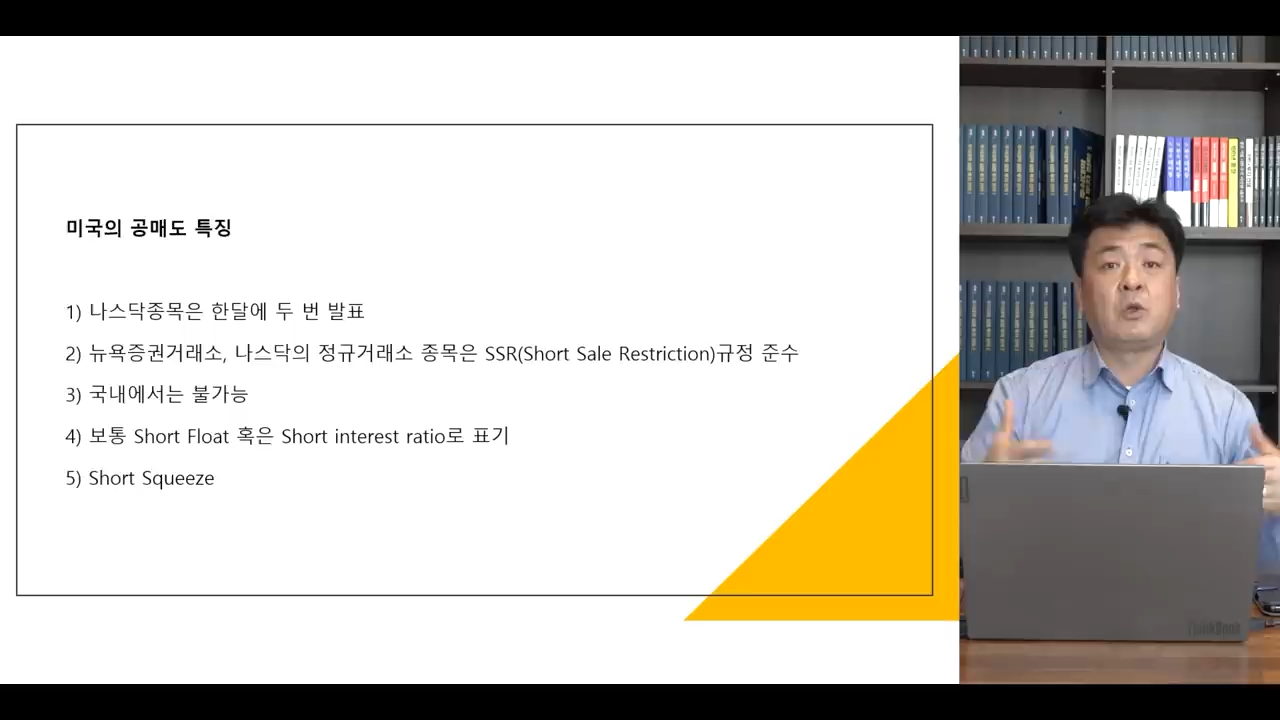 미국의 공매도 특징
1) 나스닥종목은 한달에 두 번 발표
2) 뉴욕증권거래소, 나스닥의 정규거래소 종목은 SSR(Short Sale Restriction)규정 준수
3) 국내에서는 불가능
4) 보통 Short Float 혹은 Short interest ratio로 표기
5) Short Squeeze
ThinkBook